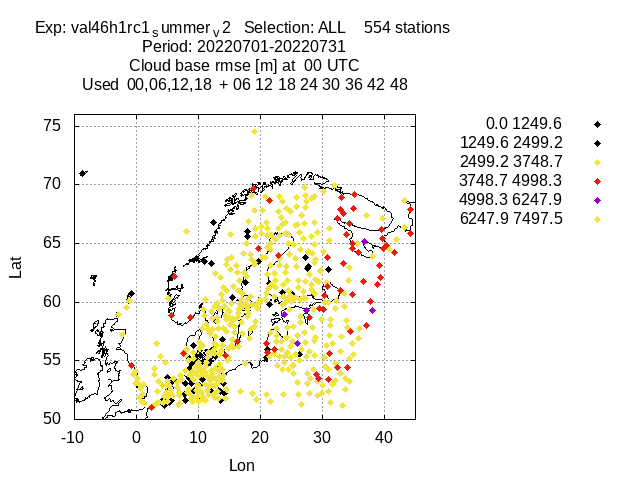 Exp: val46h1rc1summerv2 Selection: ALL 554 stations
Period: 20220701-20220731
Cloud base rmse [m] at 00 UTC
Used 00,06,12,18 + 06 12 18 24 30 36 42 48
0.0 1249.6
1249.6 2499.2
2499.2 3748.7
3748.7 4998.3
4998.3 6247.9
6247.9 7497.5
75
70
65
60
55
50
Lat
-10 0 10 20 30 40
Lon